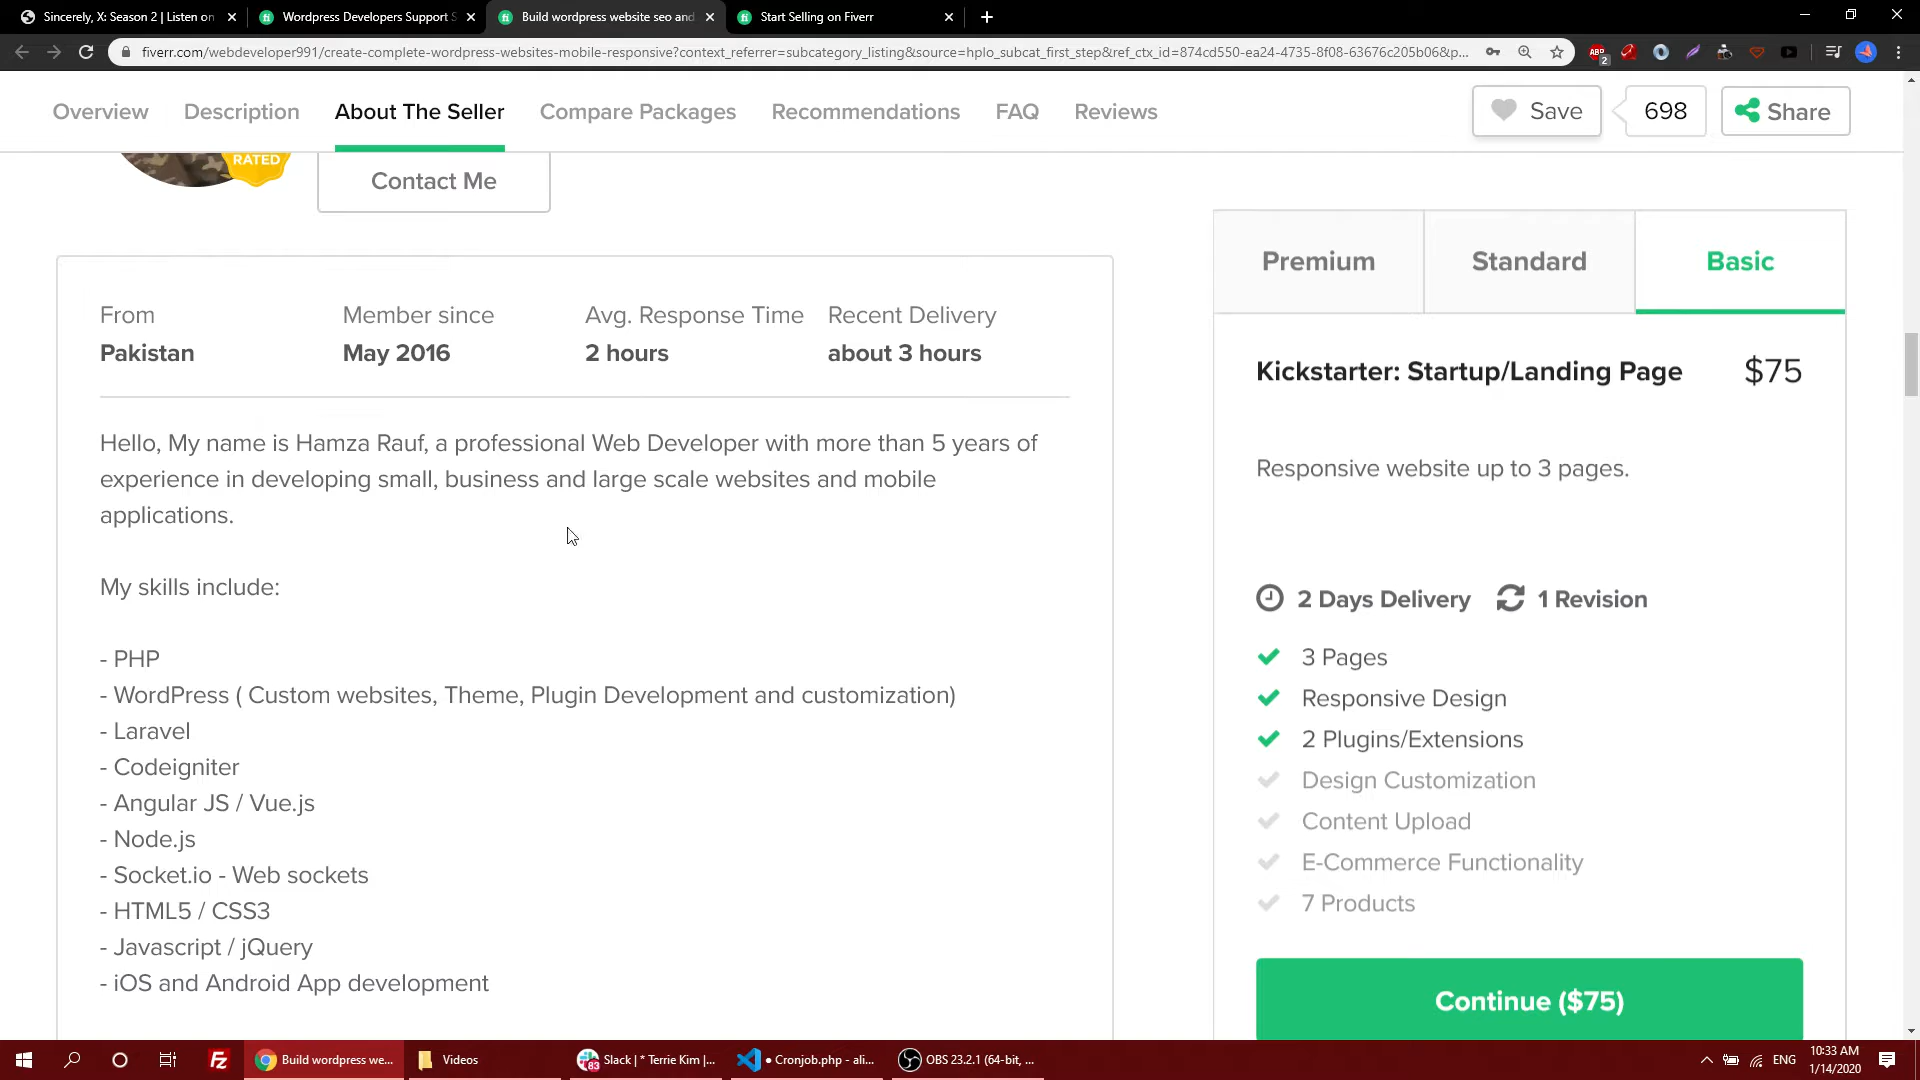 Sincerely, X: Season 2 | Listen on
Wordpress Developers Support S
Build wordpress website seo and
Start Selling on Fiverr
fiverr.com/webdeveloper991/create-complete-wordpress-websites-mobile-responsive?context_referrer=subcategory_listing&source=hplo_subcat_first_step&ref_ctx_id=874cd550-ea24-4735-8f08-63676c205b06&p...
ABP
2
Overview
Description
About The Seller
Compare Packages
Recommendations
FAQ
Reviews
Save
698
Share
RATED
Contact Me
Premium
Standard
Basic
From
Member since
Avg. Response Time
Recent Delivery
Pakistan
May 2016
2 hours
about 3 hours
Kickstarter: Startup/Landing Page
$75
Hello, My name is Hamza Rauf, a professional Web Developer with more than 5 years of
experience in developing small, business and large scale websites and mobile
applications.
Responsive website up to 3 pages.
My skills include:
2 Days Delivery
1 Revision
- PHP
- WordPress ( Custom websites, Theme, Plugin Development and customization)
- Laravel
- Codeigniter
- Angular JS / Vue.js
- Node.js
- Socket.io - Web sockets
- HTML5 / CSS3
- Javascript / jQuery
- iOS and Android App development
3 Pages
Responsive Design
2 Plugins/Extensions
Design Customization
Content Upload
E-Commerce Functionality
7 Products
Continue ($75)
Fz
Build wordpress we...
Videos
83
Slack | * Terrie Kim |...
● Cronjob.php - ali...
OBS 23.2.1 (64-bit, ...
ENG
10:33 AM
1/14/2020